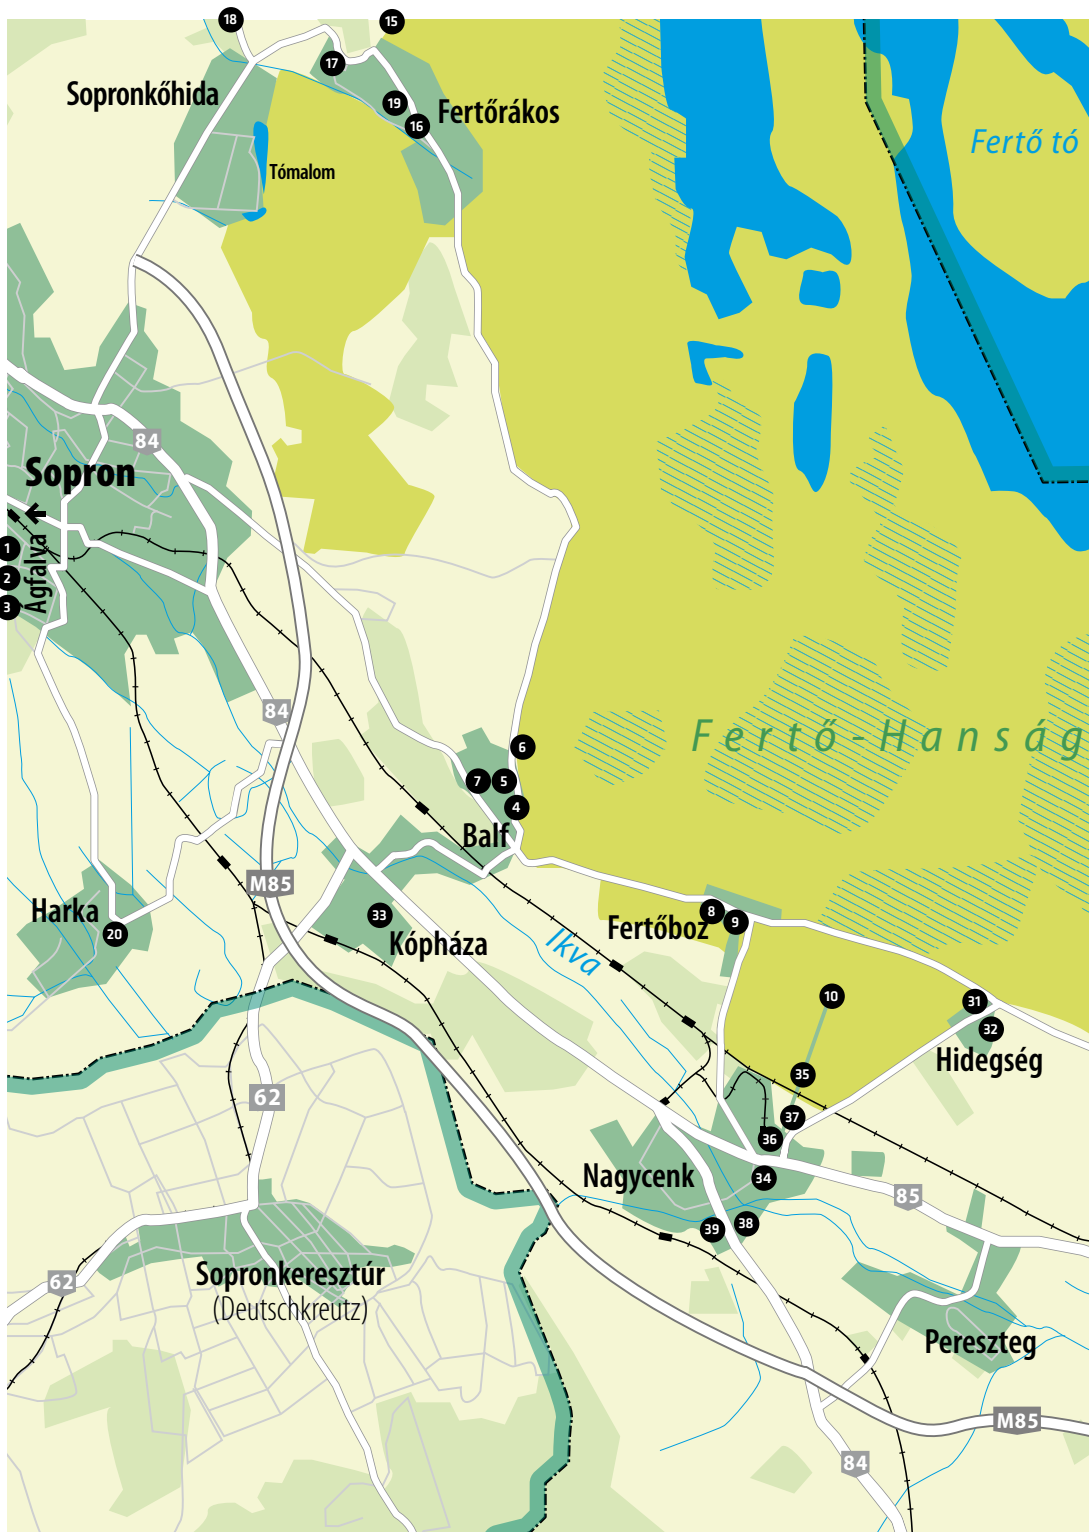 18
15
17
Sopronkőhida
19
Fertőrákos
16
Fertő tó
Tómalom
84
Sopron
1
2
3
Ágfalva
84
Fertő-Hanság
6
7
5
4
Balf
M85
Harka
20
33
Kópháza
Ikva
8
9
Fertőboz
10
31
32
Hidegség
35
62
37
36
Nagycenk
34
85
39
38
62
Sopronkeresztúr
(Deutschkreutz)
Pereszteg
M85
84